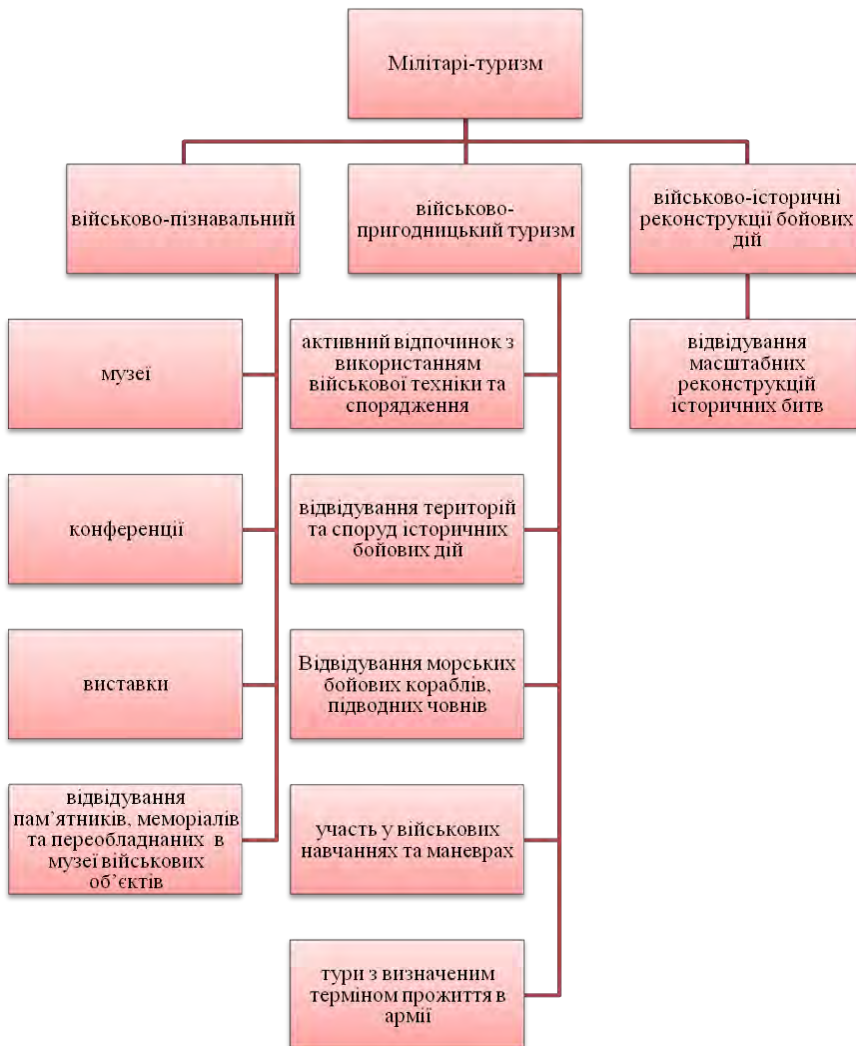 Мілітарі-туризм
військово-пізнавальний
військово-
пригодницький туризм
військово-історичні
реконструкції бойових
дій
музеї
конференції
виставки
відвідування
пам’ятників, меморіалів
та переобладнаних в
музеї військових
об’єктів
активний відпочинок з
використанням
військової техніки та
спорядження
відвідування територій
та споруд історичних
бойових дій
Відвідування морських
бойових кораблів,
підводних човнів
участь у військових
навчаннях та маневрах
тури з визначеним
терміном прожиття в
армії
відвідування
масштабних
реконструкцій
історичних битв